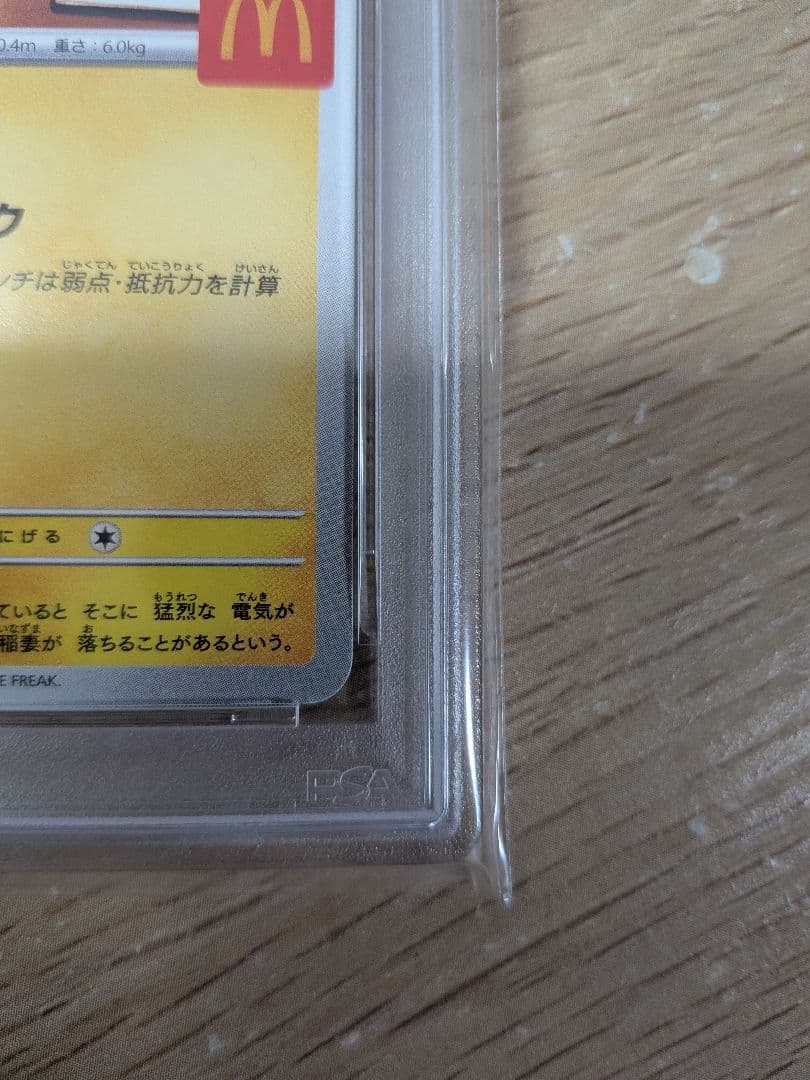 0.4m 重さ：6.0kg
M
ク
ンチは弱点・抵抗力を計算
じゃくてん ていこうりょく けいさん
にげる
ていると そこに 猛烈な 電気が
もうれつ でんき
稲妻が 落ちることがあるという。
いなずま お
E FREAK.
PSA